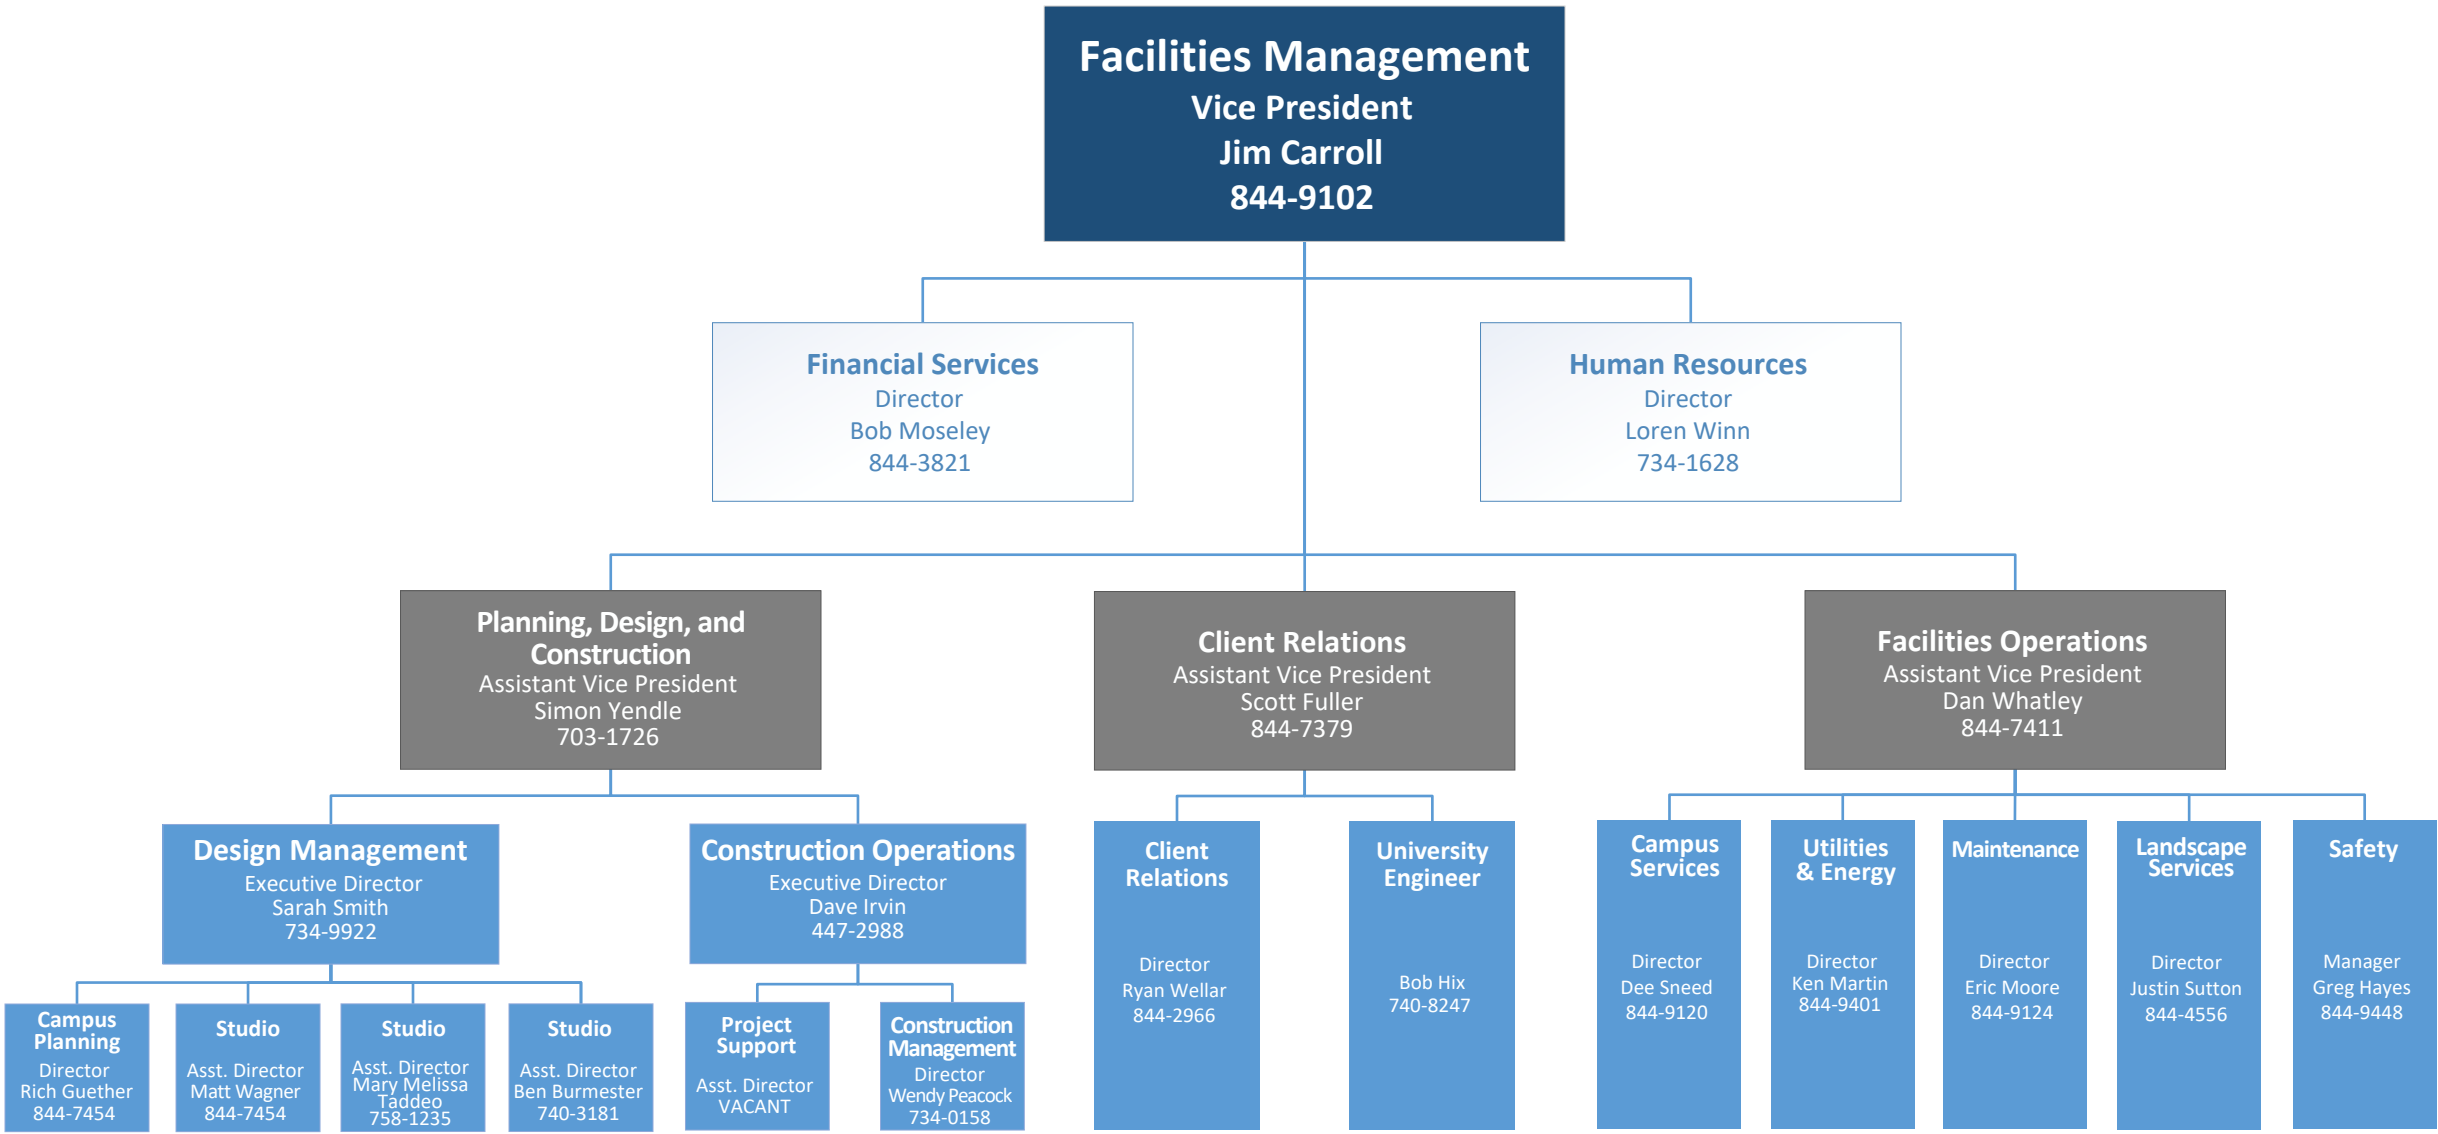 Facilities Management
Vice President
Jim Carroll
844-9102
Financial Services
Director
Bob Moseley
844-3821
Human Resources
Director
Loren Winn
734-1628
Planning, Design, and
Construction
Assistant Vice President
Simon Yendle
703-1726
Client Relations
Assistant Vice President
Scott Fuller
844-7379
Facilities Operations
Assistant Vice President
Dan Whatley
844-7411
Design Management
Executive Director
Sarah Smith
734-9922
Construction Operations
Executive Director
Dave Irvin
447-2988
Client
Relations
Director
Ryan Wellar
844-2966
University
Engineer
Bob Hix
740-8247
Campus
Services
Director
Dee Sneed
844-9120
Utilities
& Energy
Director
Ken Martin
844-9401
Maintenance
Director
Eric Moore
844-9124
Landscape
Services
Director
Justin Sutton
844-4556
Safety
Manager
Greg Hayes
844-9448
Campus
Planning
Director
Rich Guether
844-7454
Studio
Asst. Director
Matt Wagner
844-7454
Studio
Asst. Director
Mary Melissa
Taddeo
758-1235
Studio
Asst. Director
Ben Burmester
740-3181
Project
Support
Asst. Director
VACANT
Construction
Management
Director
Wendy Peacock
734-0158